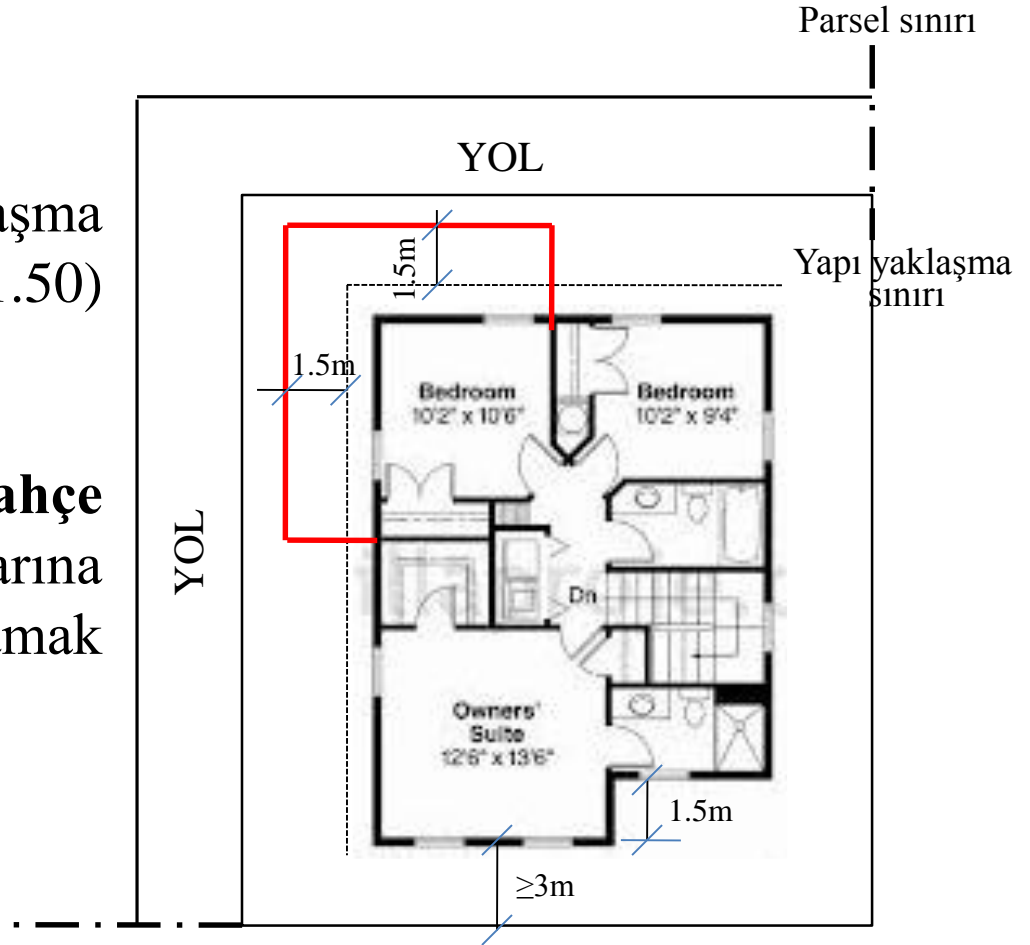 Parsel sınırı
YOL
aşma
.50)
Yapı yaklaşma
sınırı
1.5m
1.5m
Bedroom
10'2" x 10'6"
Bedroom
10'2" x 9'4"
ahçe
arına
amak
YOL
Dn
Owners'
Suite
12'6" x 13'6"
1.5m
≥3m